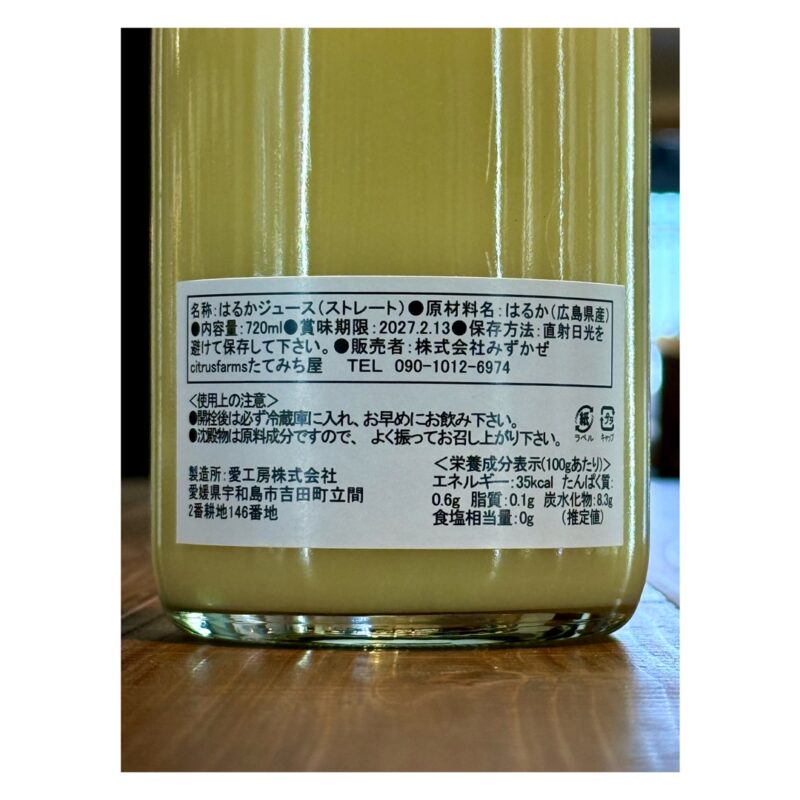 名称:はるかジュース(ストレート)●原材料名:はるか(広島県産)
●内容量:720ml●賞味期限:2027.2.13●保存方法:直射日光を
避けて保存して下さい。●販売者:株式会社みずかぜ
citrusfarmsたてみち屋 TEL 090-1012-6974
<使用上の注意>
●開栓後は必ず冷蔵庫に入れ、お早めにお飲み下さい。
●沈殿物は原料成分ですので、よく振ってお召し上がり下さい。
紙 プラ
ラベル キャップ
製造所:愛工房株式会社
愛媛県宇和島市吉田町立間
2番耕地146番地
<栄養成分表示(100gあたり)>
エネルギー:35kcal たんぱく質:
0.6g 脂質:0.1g 炭水化物:8.3g
食塩相当量:0g (推定値)